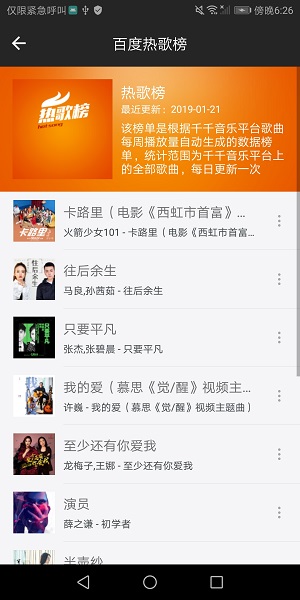 仅限紧急呼叫
傍晚6:26
百度热歌榜
热歌榜
热歌榜
最近更新：2019-01-21
该榜单是根据千千音乐平台歌曲
每周播放量自动生成的数据榜
单，统计范围为千千音乐平台上
的全部歌曲，每日更新一次
卡路里（电影《西虹市首富》...
火箭少女101 - 卡路里（电影《西虹市首富》...
往后余生
往后余生
马良,孙茜茹 - 往后余生
只要平凡
张杰,张碧晨 - 只要平凡
我的爱（慕思《觉/醒》视频主...
许巍 - 我的爱（慕思《觉/醒》视频主题曲）
至少还有你爱我
龙梅子,王娜 - 至少还有你爱我
演员
薛之谦 - 初学者
半壶纱